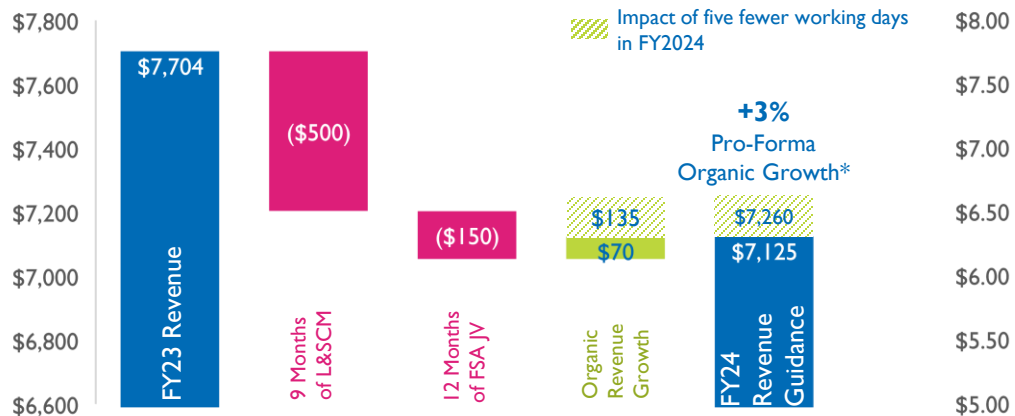 Impact of five fewer working days
in FY2024
$7,800
$7,600
$7,400
$7,200
$7,000
$6,800
$6,600
$7,704
FY23 Revenue
($500)
9 Months
of L&SCM
($150)
12 Months
of FSA JV
$135
$70
Organic
Revenue
Growth
+3%
Pro-Forma
Organic Growth*
$7,260
$7,125
FY24
Revenue
Guidance
$8.00
$7.50
$7.00
$6.50
$6.00
$5.50
$5.00